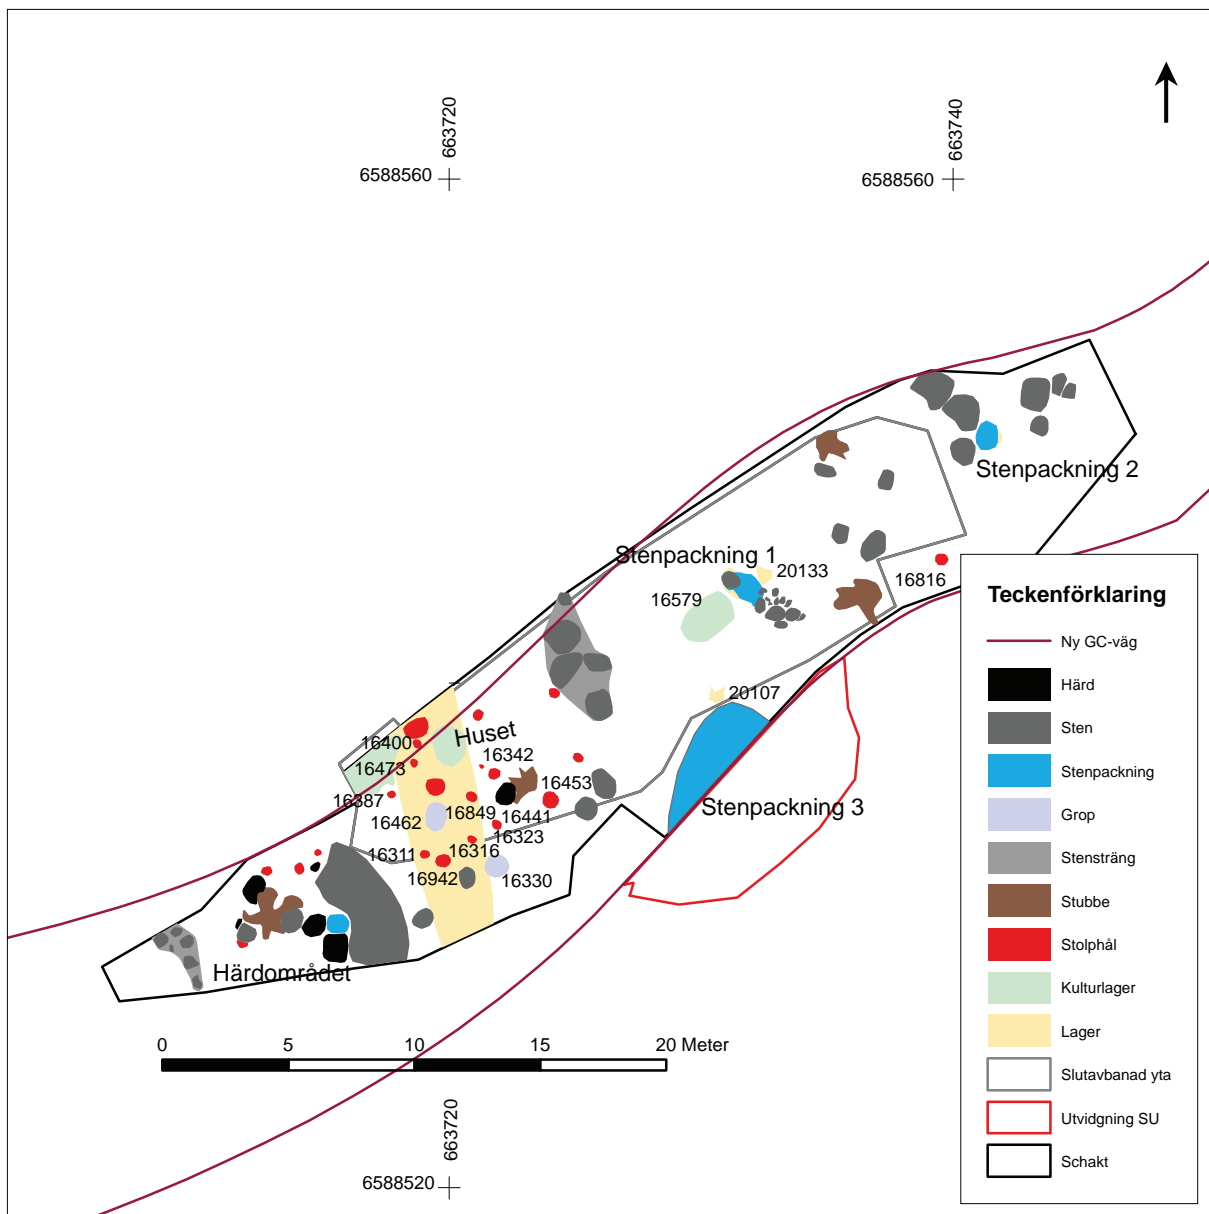 663720
663740
6588560
6588560
Stenpackning 2
Stenpackning 1
20133
16816
16579
20107
Huset
16400
16342
16473
16453
16387
16849
16441
16462
16323
Stenpackning 3
16311
16316
16942
16330
Härdområdet
0 5 10 15 20 Meter
663720
6588520
Teckenförklaring
Ny GC-väg
Härd
Sten
Stenpackning
Grop
Stensträng
Stubbe
Stolphål
Kulturlager
Lager
Slutavbanad yta
Utvidgning SU
Schakt